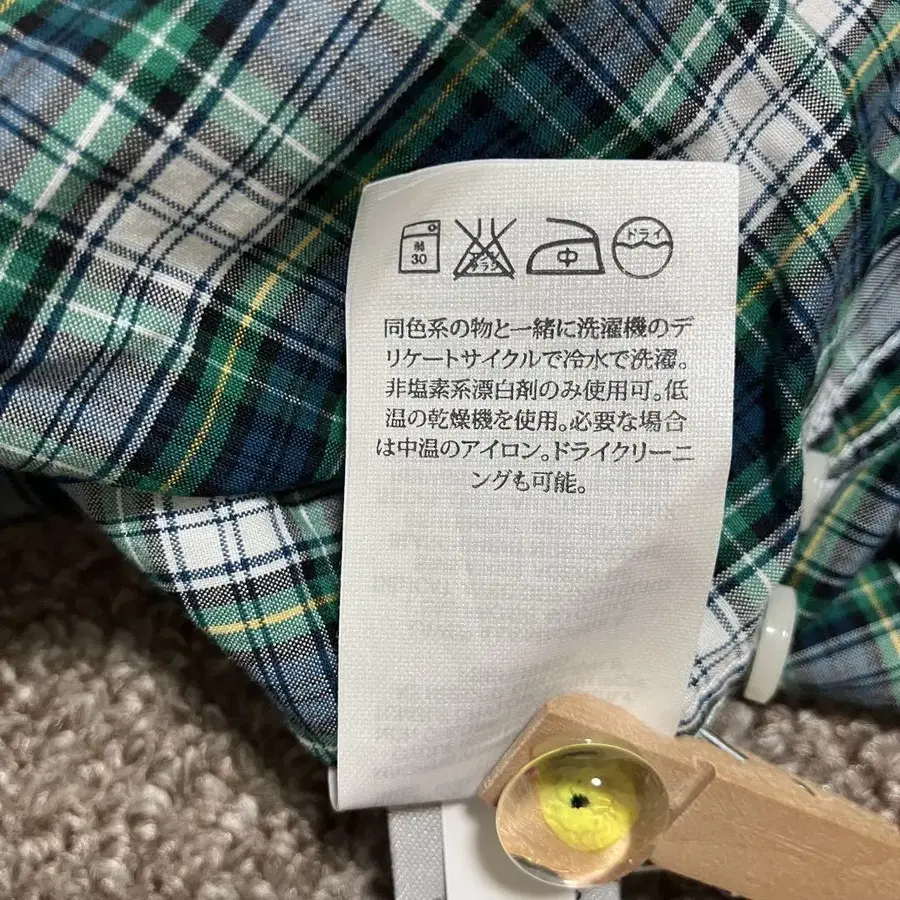 30
中
ドライ
同色系の物と一緒に洗濯機のデ
リケートサイクルで冷水で洗濯。
非塩素系漂白剤のみ使用可。低
温の乾燥機を使用。必要な場合
は中温のアイロン。ドライクリーニ
ングも可能。